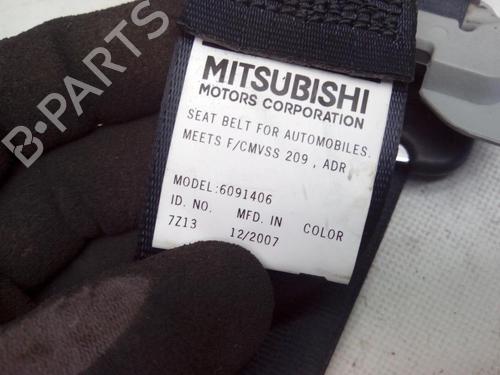 B-PARTS
MITSUBISHI
MOTORS CORPORATION
SEAT BELT FOR AUTOMOBILES.
MEETS F/CMVSS 209 , ADR
MODEL:6091406
ID. NO. MFD. IN COLOR
7Z13 12/2007